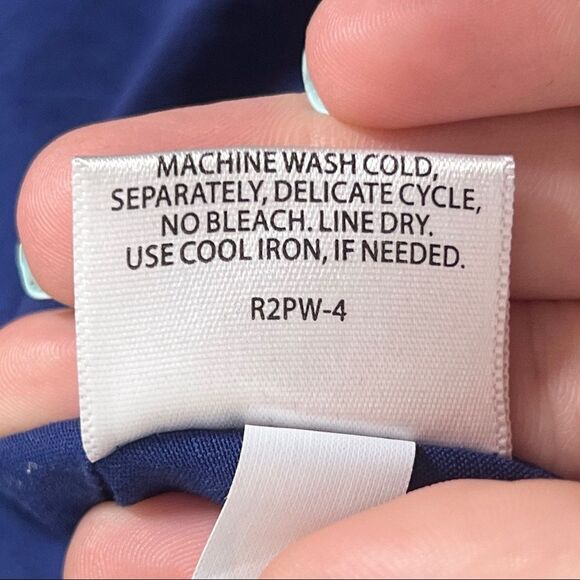 MACHINE WASH COLD,
SEPARATELY, DELICATE CYCLE,
NO BLEACH. LINE DRY.
USE COOL IRON, IF NEEDED.
R2PW-4